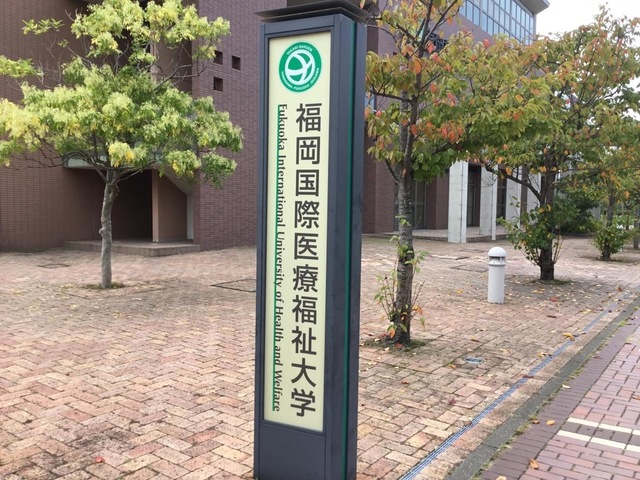 福岡国際医療福祉大学
Fukuoka International University of Health and Welfare